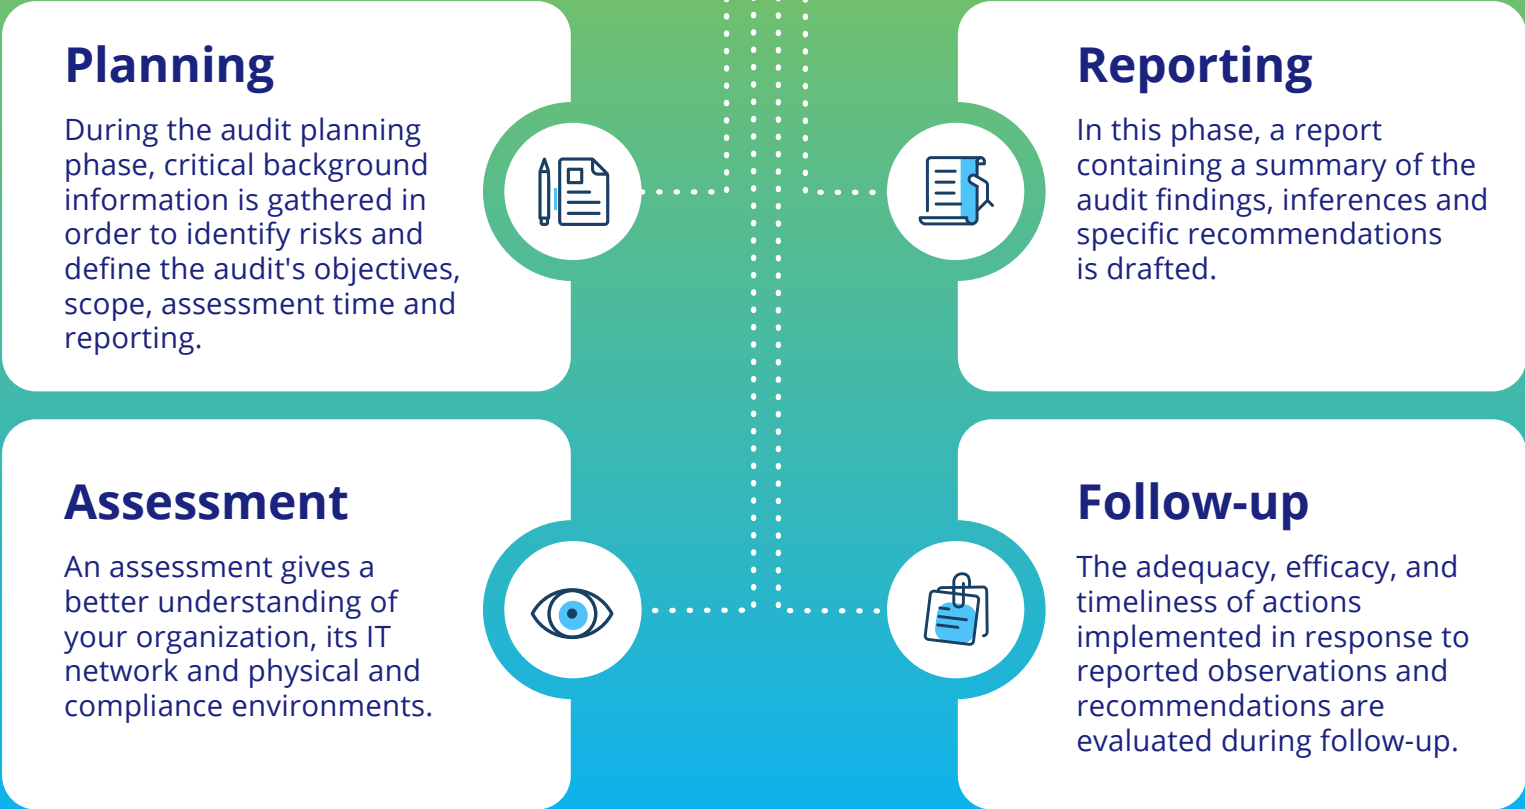 Planning
During the audit planning
phase, critical background
information is gathered in
order to identify risks and
define the audit's objectives,
scope, assessment time and
reporting.
Assessment
An assessment gives a
better understanding of
your organization, its IT
network and physical and
compliance environments.
Reporting
In this phase, a report
containing a summary of the
audit findings, inferences and
specific recommendations
is drafted.
Follow-up
The adequacy, efficacy, and
timeliness of actions
implemented in response to
reported observations and
recommendations are
evaluated during follow-up.